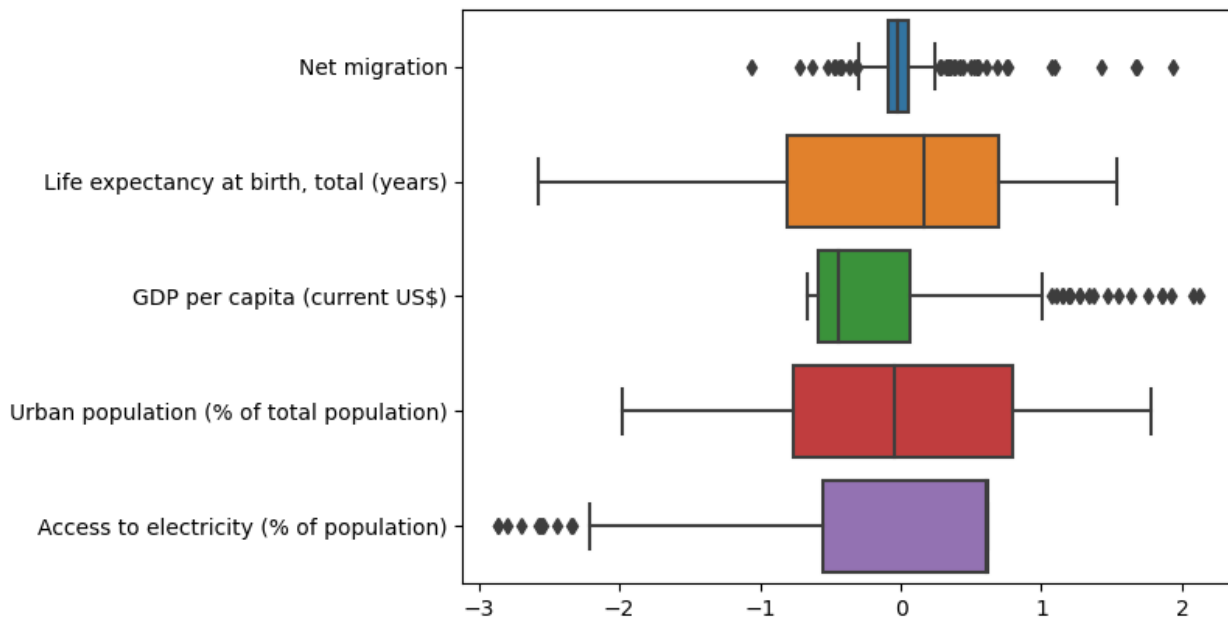 Net migration
Life expectancy at birth, total (years)
GDP per capita (current US$)
Urban population (% of total population)
Access to electricity (% of population)
−3 −2 −1 0 1 2